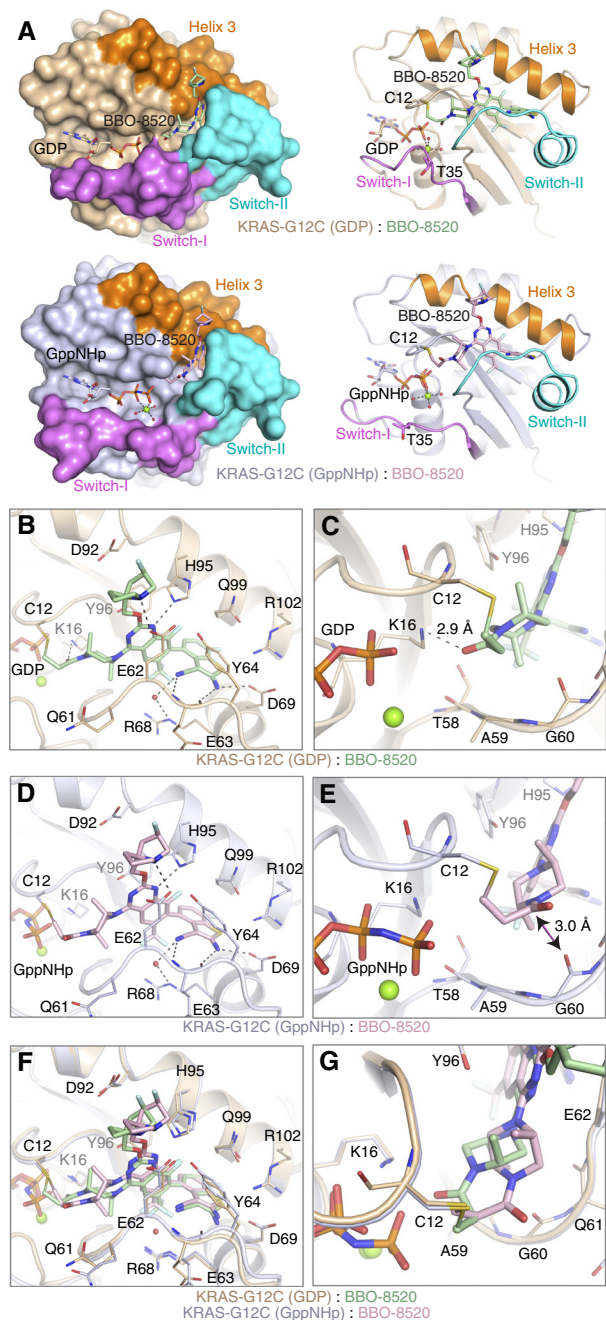 A
Helix 3
BBO-8520
GDP
Switch-II
Switch-I
Helix 3
BBO-8520
C12
GDP
T35
Switch-I
Switch-II
KRAS-G12C (GDP) : BBO-8520
Helix 3
BBO-8520
GppNHp
Switch-I
Switch-II
Helix 3
BBO-8520
C12
GppNHp
Switch-I
T35
Switch-II
KRAS-G12C (GppNHp) : BBO-8520
B
D92
H95
Y96
Q99
C12
K16
R102
GDP
E62
Y64
Q61
R68
D69
E63
C
H95
Y96
C12
K16
2.9 Å
GDP
T58
A59
G60
KRAS-G12C (GDP) : BBO-8520
D
D92
H95
Y96
Q99
C12
K16
R102
E62
Y64
GppNHp
D69
Q61
R68
E63
E
H95
Y96
C12
K16
3.0 Å
GppNHp
T58
A59
G60
KRAS-G12C (GppNHp) : BBO-8520
F
H95
D92
Q99
C12
Y96
K16
R102
E62
Y64
Q61
D69
R68
E63
G
Y96
E62
K16
C12
Q61
A59
G60
KRAS-G12C (GDP) : BBO-8520
KRAS-G12C (GppNHp) : BBO-8520